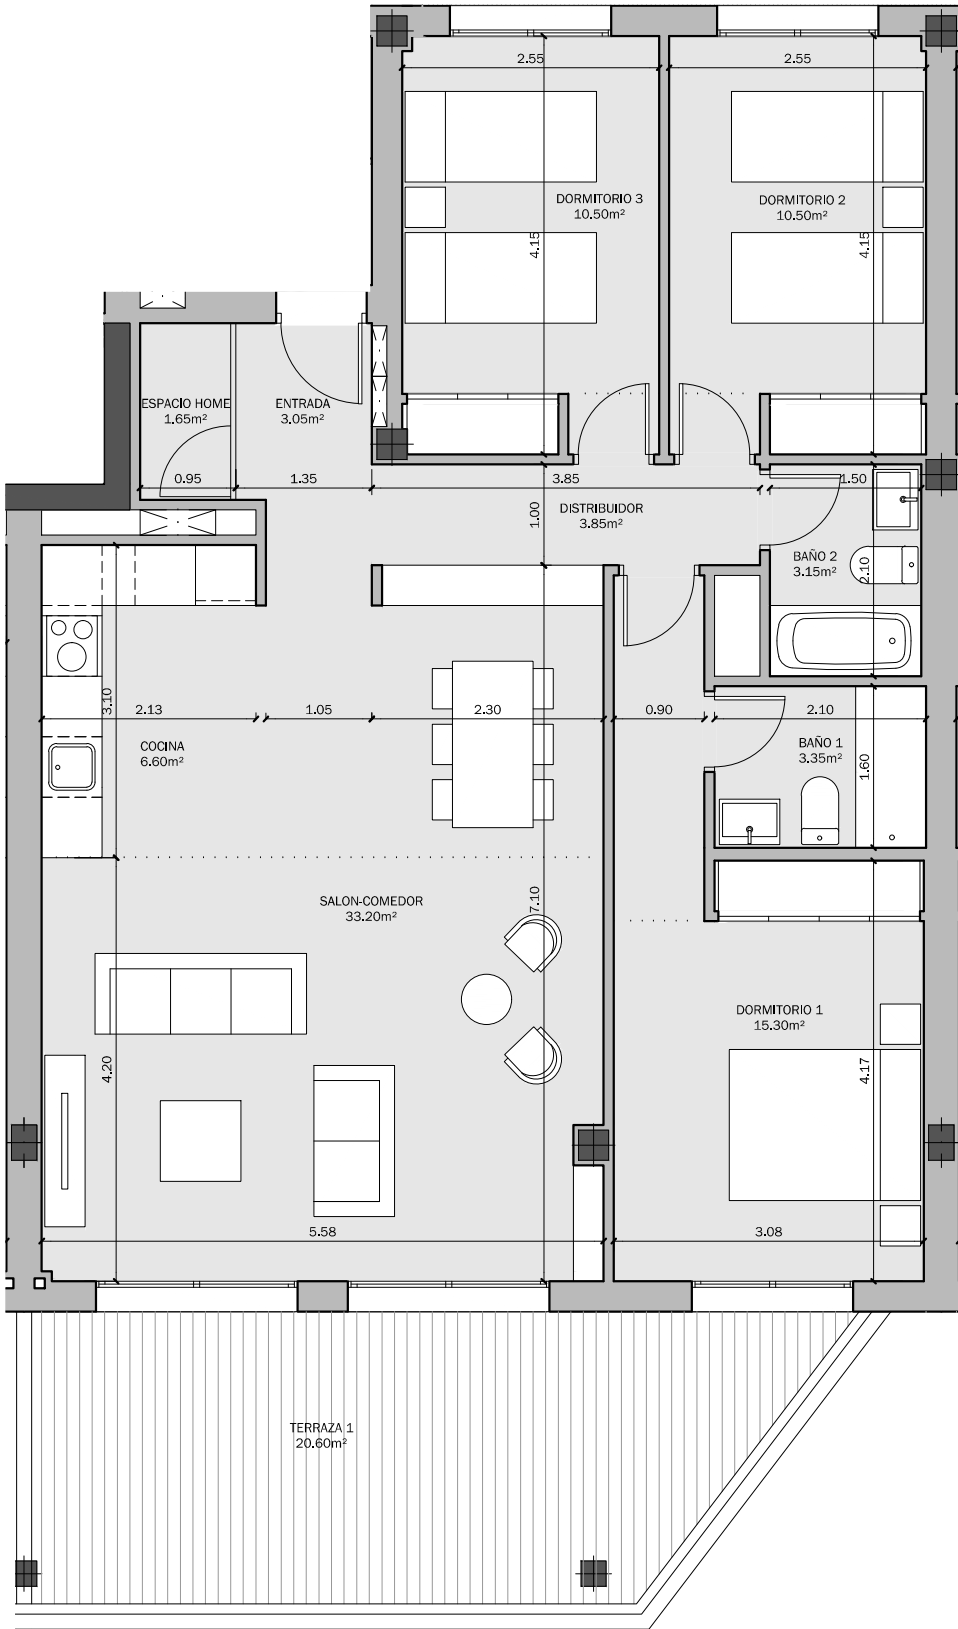 2.55
2.55
DORMITORIO 3
10.50m²
DORMITORIO 2
10.50m²
4.15
4.15
ESPACIO HOME
1.65m²
ENTRADA
3.05m²
0.95
1.35
3.85
1.50
DISTRIBUIDOR
3.85m²
1.00
BAÑO 2
3.15m²
2.10
3.10
2.13
1.05
2.30
0.90
2.10
COCINA
6.60m²
BAÑO 1
3.35m²
1.60
SALON-COMEDOR
33.20m²
7.10
DORMITORIO 1
15.30m²
4.20
4.17
5.58
3.08
TERRAZA 1
20.60m²